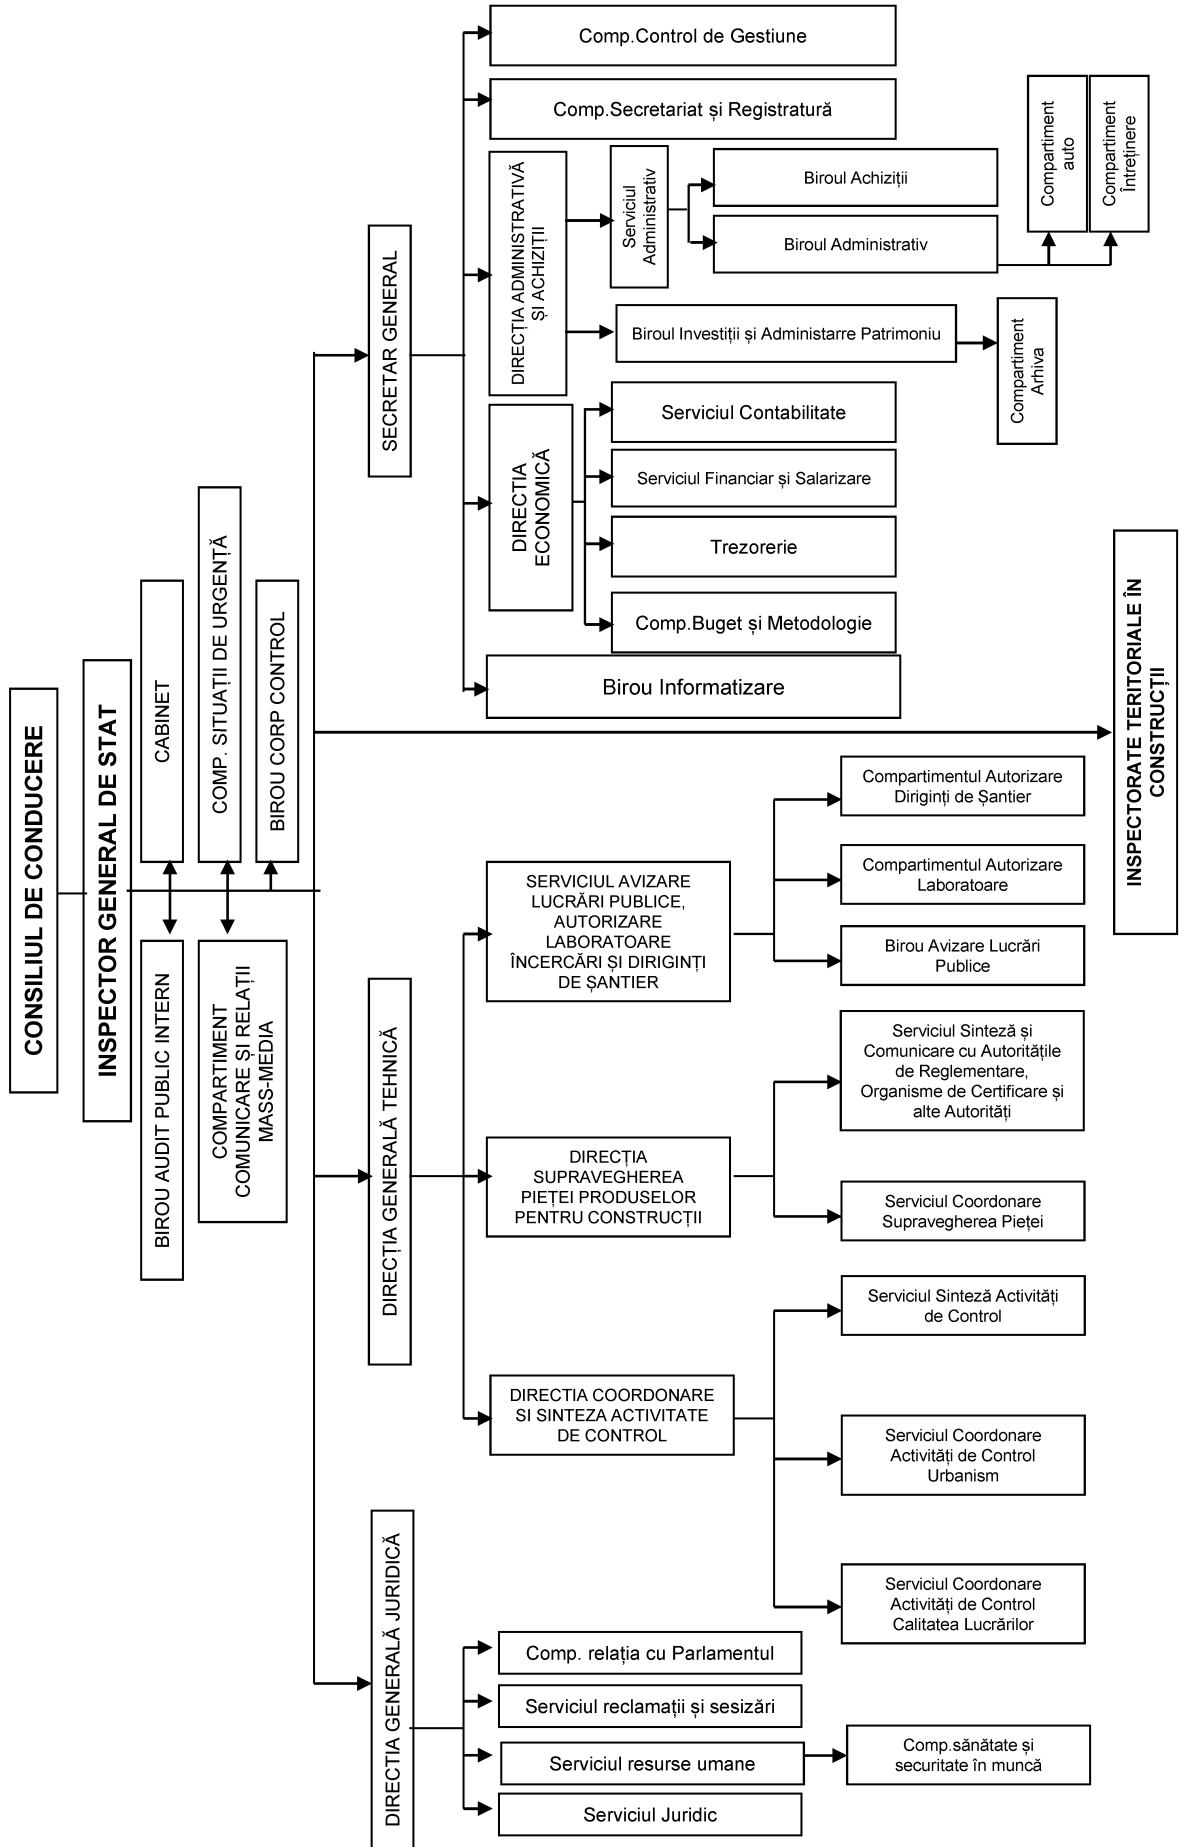 CONSILIUL DE CONDUCERE
INSPECTOR GENERAL DE STAT
CABINET
COMP. SITUAȚII DE URGENȚĂ
BIROU CORP CONTROL
BIROU AUDIT PUBLIC INTERN
COMPARTIMENT
COMUNICARE ȘI RELAȚII
MASS-MEDIA
SECRETAR GENERAL
Comp.Control de Gestiune
Comp.Secretariat și Registratură
DIRECȚIA ADMINISTRATIVĂ
ȘI ACHIZIȚII
Serviciul
Administrativ
Biroul Achiziții
Biroul Administrativ
Compartiment
auto
Compartiment
Întreținere
Biroul Investiții și Administarre Patrimoniu
Compartiment
Arhiva
DIRECTIA
ECONOMICĂ
Serviciul Contabilitate
Serviciul Financiar și Salarizare
Trezorerie
Comp.Buget și Metodologie
Birou Informatizare
INSPECTORATE TERITORIALE ÎN
CONSTRUCȚII
DIRECȚIA GENERALĂ TEHNICĂ
SERVICIUL AVIZARE
LUCRĂRI PUBLICE,
AUTORIZARE
LABORATOARE
ÎNCERCĂRI ȘI DIRIGINȚI
DE ȘANTIER
Compartimentul Autorizare
Diriginți de Șantier
Compartimentul Autorizare
Laboratoare
Birou Avizare Lucrări
Publice
DIRECȚIA
SUPRAVEGHEREA
PIEȚEI PRODUSELOR
PENTRU CONSTRUCȚII
Serviciul Sinteză și
Comunicare cu Autoritățile
de Reglementare,
Organisme de Certificare și
alte Autorități
Serviciul Coordonare
Supravegherea Pieței
DIRECTIA COORDONARE
SI SINTEZA ACTIVITATE
DE CONTROL
Serviciul Sinteză Activități
de Control
Serviciul Coordonare
Activități de Control
Urbanism
Serviciul Coordonare
Activități de Control
Calitatea Lucrărilor
DIRECTIA GENERALĂ JURIDICĂ
Comp. relația cu Parlamentul
Serviciul reclamații și sesizări
Serviciul resurse umane
Comp.sănătate și
securitate în muncă
Serviciul Juridic